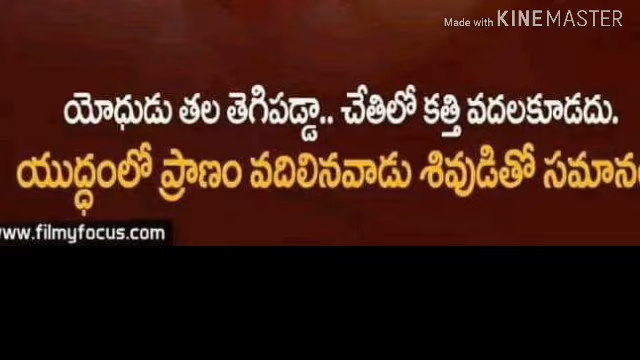 Made with KINEMASTER
యోధుడు తల తెగిపడ్డా.. చేతిలో కత్తి వదలకూడదు.
యుద్ధంలో ప్రాణం వదిలినవాడు శివుడితో
www.filmyfocus.com